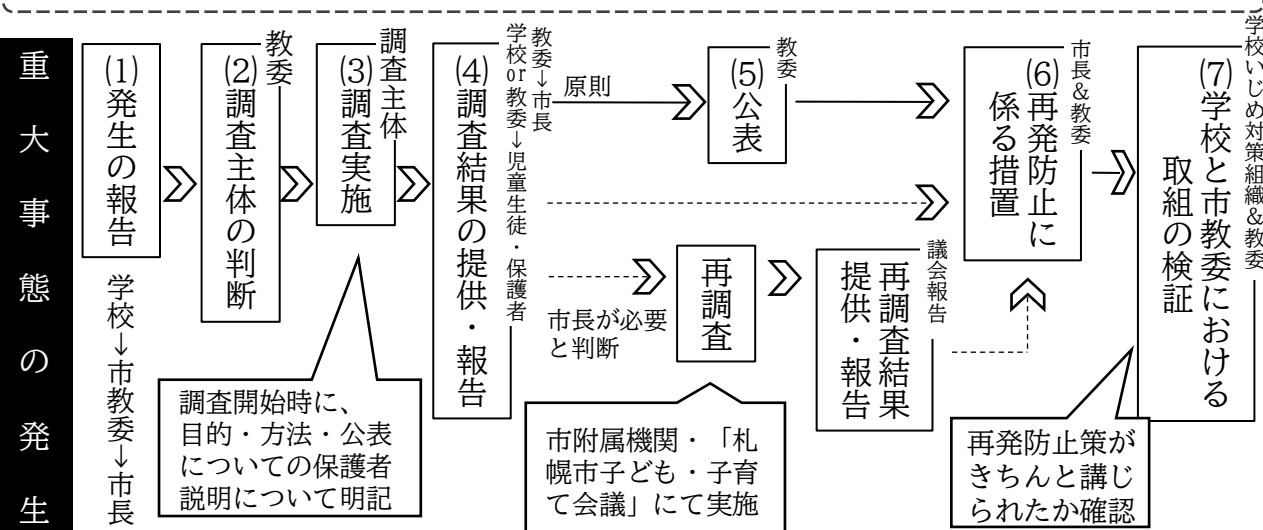 重大事態の発生
(1)発生の報告
学校→市教委→市長
教委
(2)調査主体の判断
調査主体
(3)調査実施
調査開始時に、
目的・方法・公表
についての保護者
説明について明記
教委→市長
学校or教委→児童生徒・保護者
(4)調査結果の提供・報告
原則
教委
(5)公表
市長が必要
と判断
再調査
市附属機関・「札
幌市子ども・子育
て会議」にて実施
議会報告
再調査結果
提供・報告
市長&教委
(6)再発防止に
係る措置
学校いじめ対策組織&教委
(7)学校と市教委における
取組の検証
再発防止策が
きちんと講じ
られたか確認